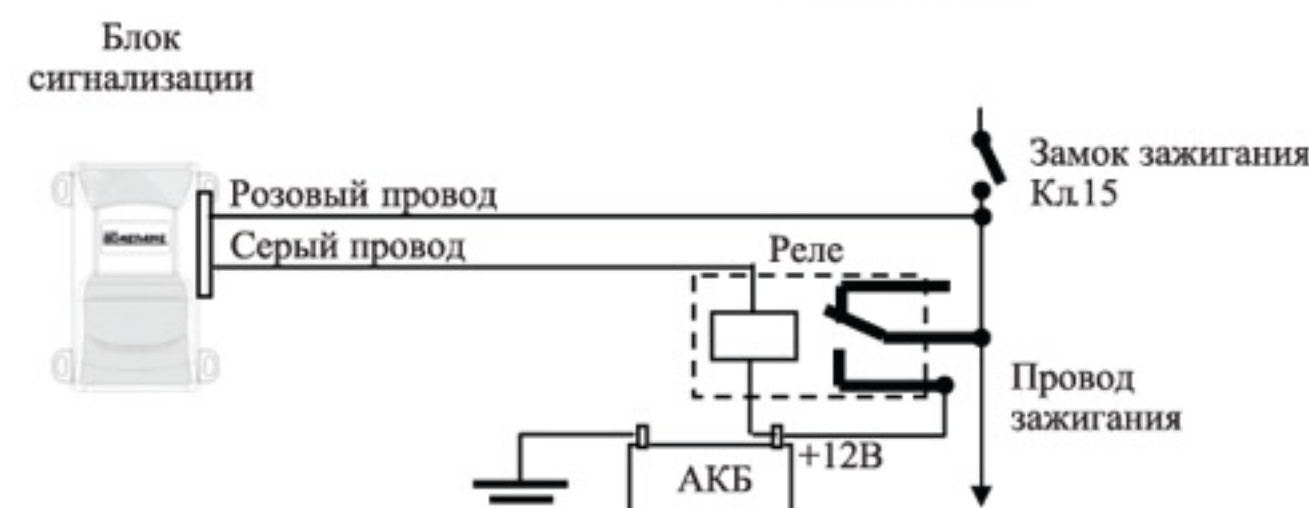 Блок
сигнализации
Розовый провод
Серый провод
Реле
Замок зажигания
Кл.15
Провод
зажигания
+12В
АКБ